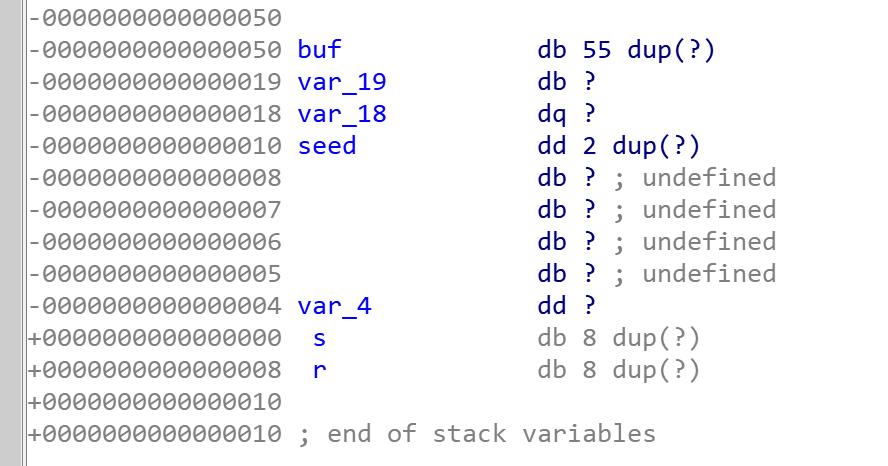 -0000000000000050
-0000000000000050 buf db 55 dup(?)
-0000000000000019 var_19 db ?
-0000000000000018 var_18 dq ?
-0000000000000010 seed dd 2 dup(?)
-0000000000000008 db ? ; undefined
-0000000000000007 db ? ; undefined
-0000000000000006 db ? ; undefined
-0000000000000005 db ? ; undefined
-0000000000000004 var_4 dd ?
+0000000000000000 s db 8 dup(?)
+0000000000000008 r db 8 dup(?)
+0000000000000010
+0000000000000010 ; end of stack variables